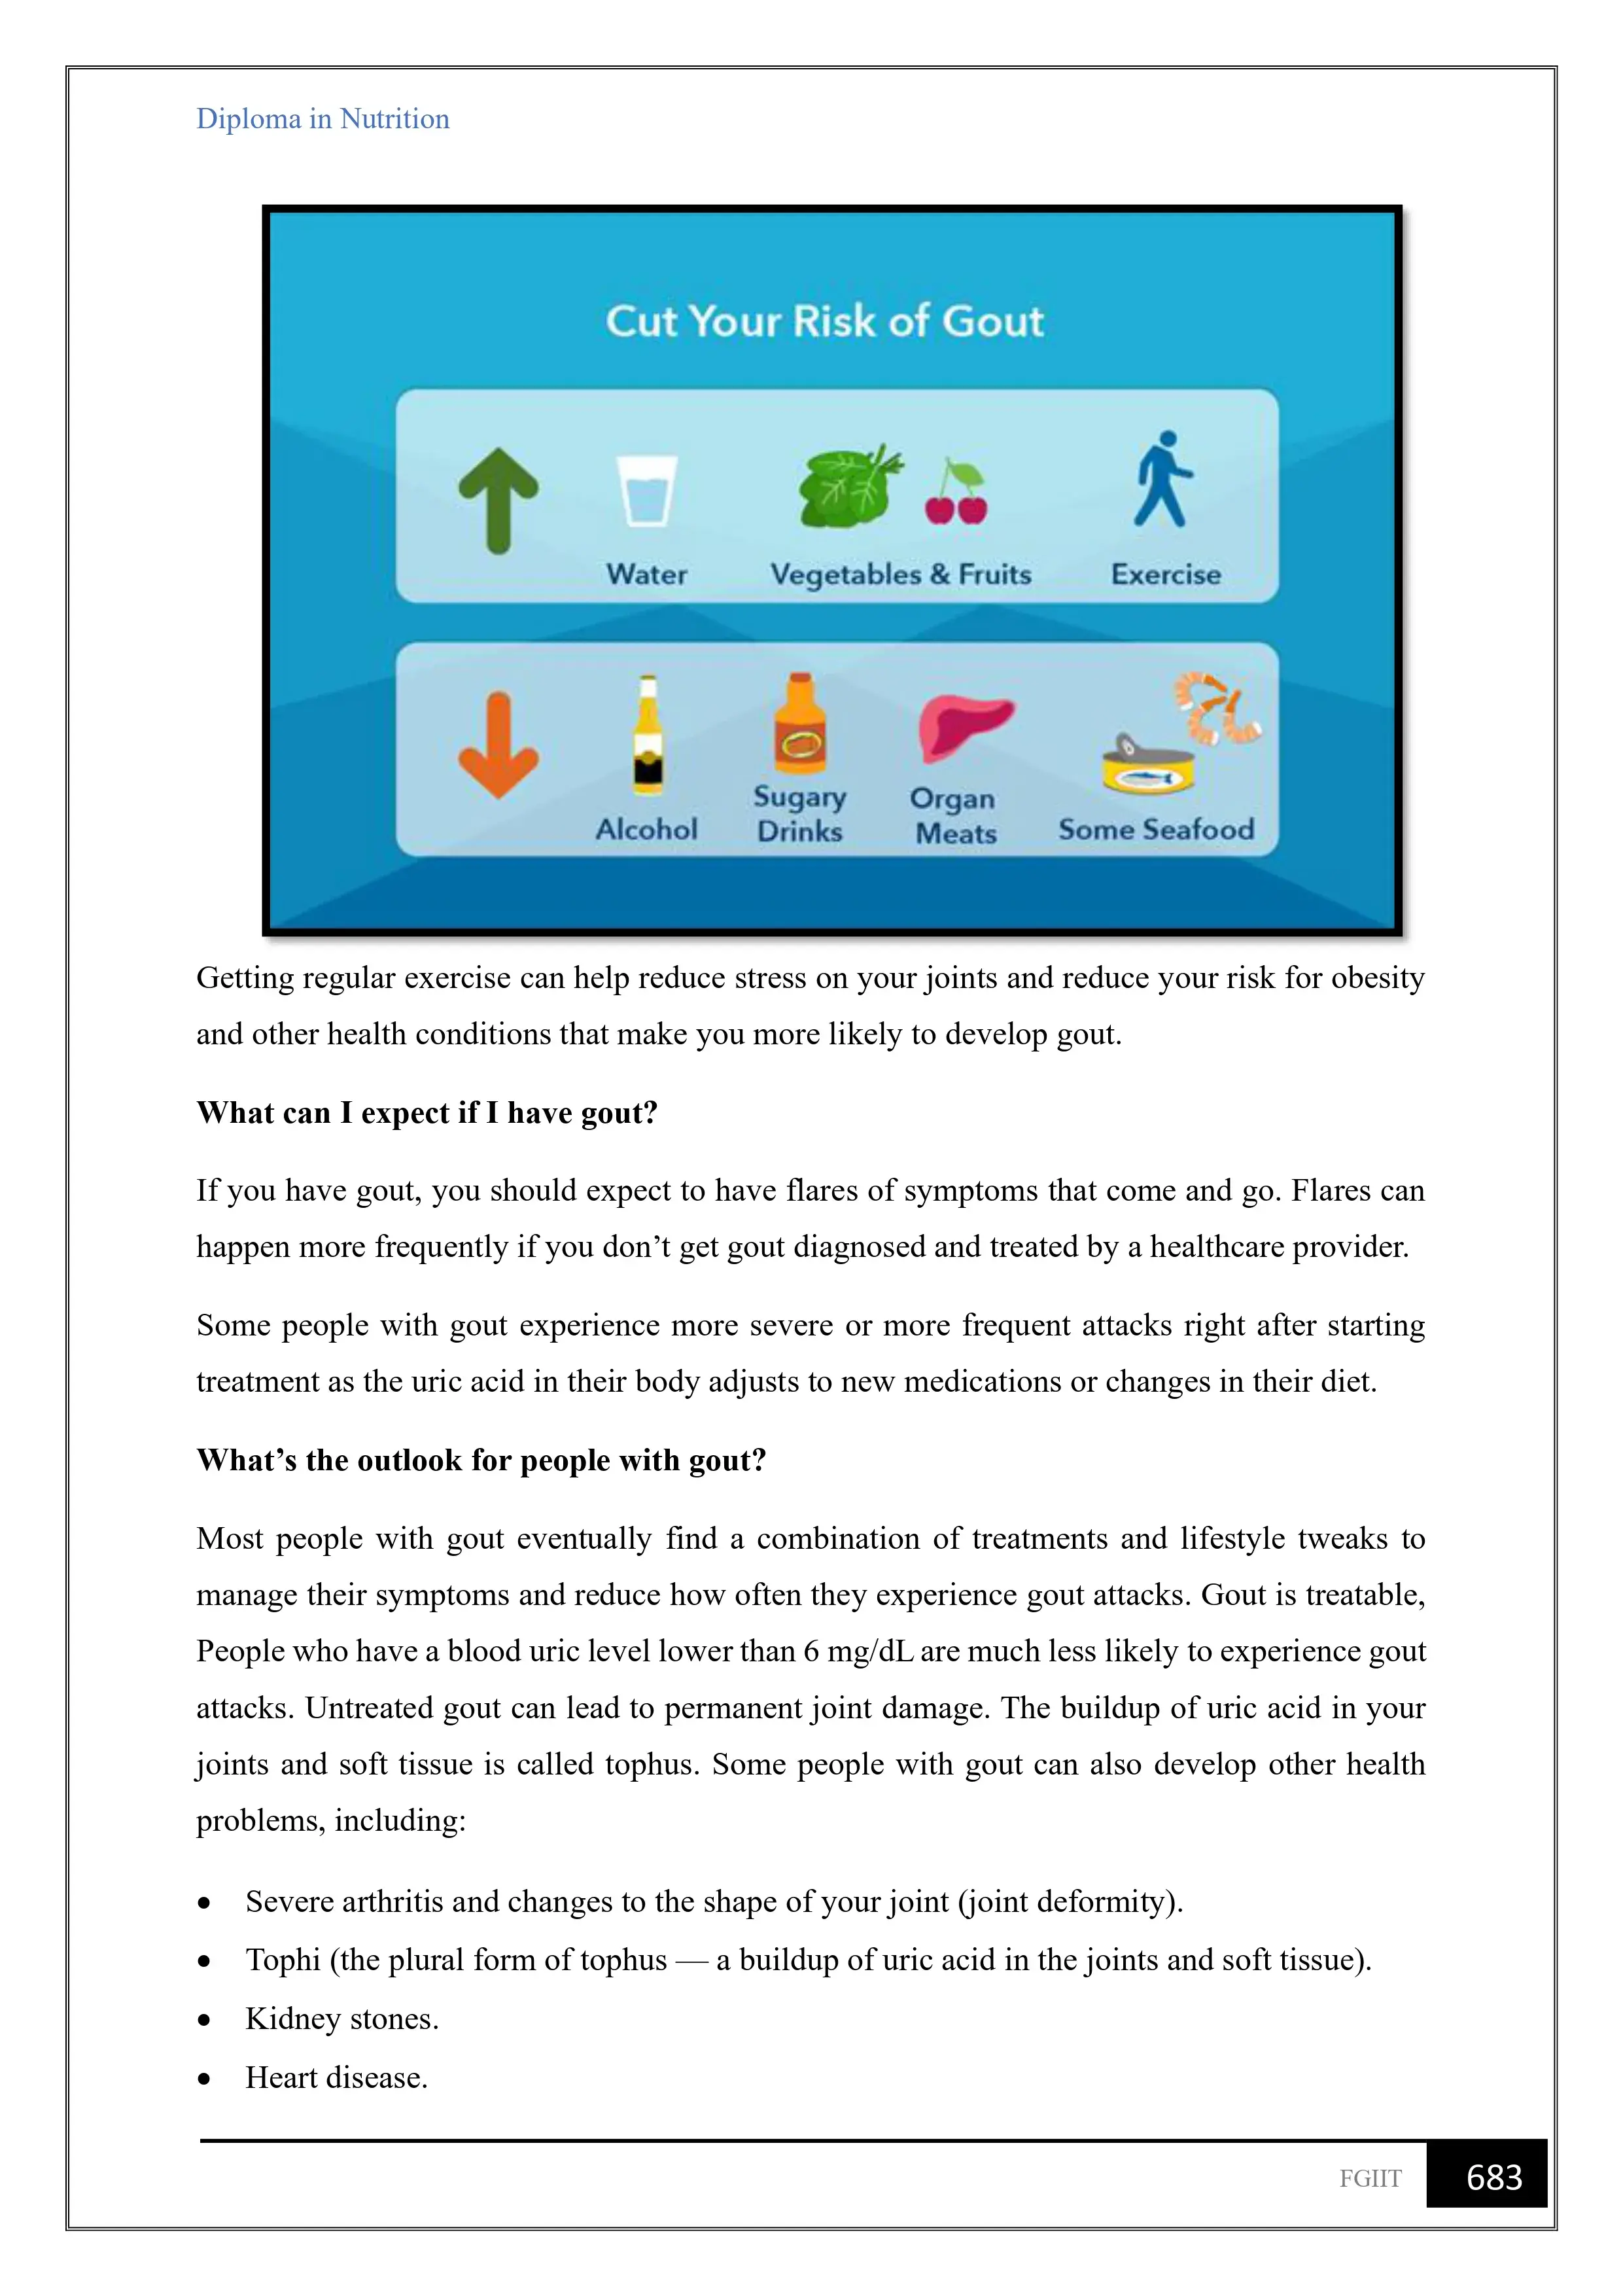 Diploma in Nutrition
Cut Your Risk of Gout
Water
Vegetables & Fruits
Exercise
Alcohol
Sugary
Drinks
Organ
Meats
Some Seafood
Getting regular exercise can help reduce stress on your joints and reduce your risk for obesity
and other health conditions that make you more likely to develop gout.
What can I expect if I have gout?
If you have gout, you should expect to have flares of symptoms that come and go. Flares can
happen more frequently if you don’t get gout diagnosed and treated by a healthcare provider.
Some people with gout experience more severe or more frequent attacks right after starting
treatment as the uric acid in their body adjusts to new medications or changes in their diet.
What’s the outlook for people with gout?
Most people with gout eventually find a combination of treatments and lifestyle tweaks to
manage their symptoms and reduce how often they experience gout attacks. Gout is treatable,
People who have a blood uric level lower than 6 mg/dL are much less likely to experience gout
attacks. Untreated gout can lead to permanent joint damage. The buildup of uric acid in your
joints and soft tissue is called tophus. Some people with gout can also develop other health
problems, including:
• Severe arthritis and changes to the shape of your joint (joint deformity).
• Tophi (the plural form of tophus — a buildup of uric acid in the joints and soft tissue).
• Kidney stones.
• Heart disease.
FGIIT 683